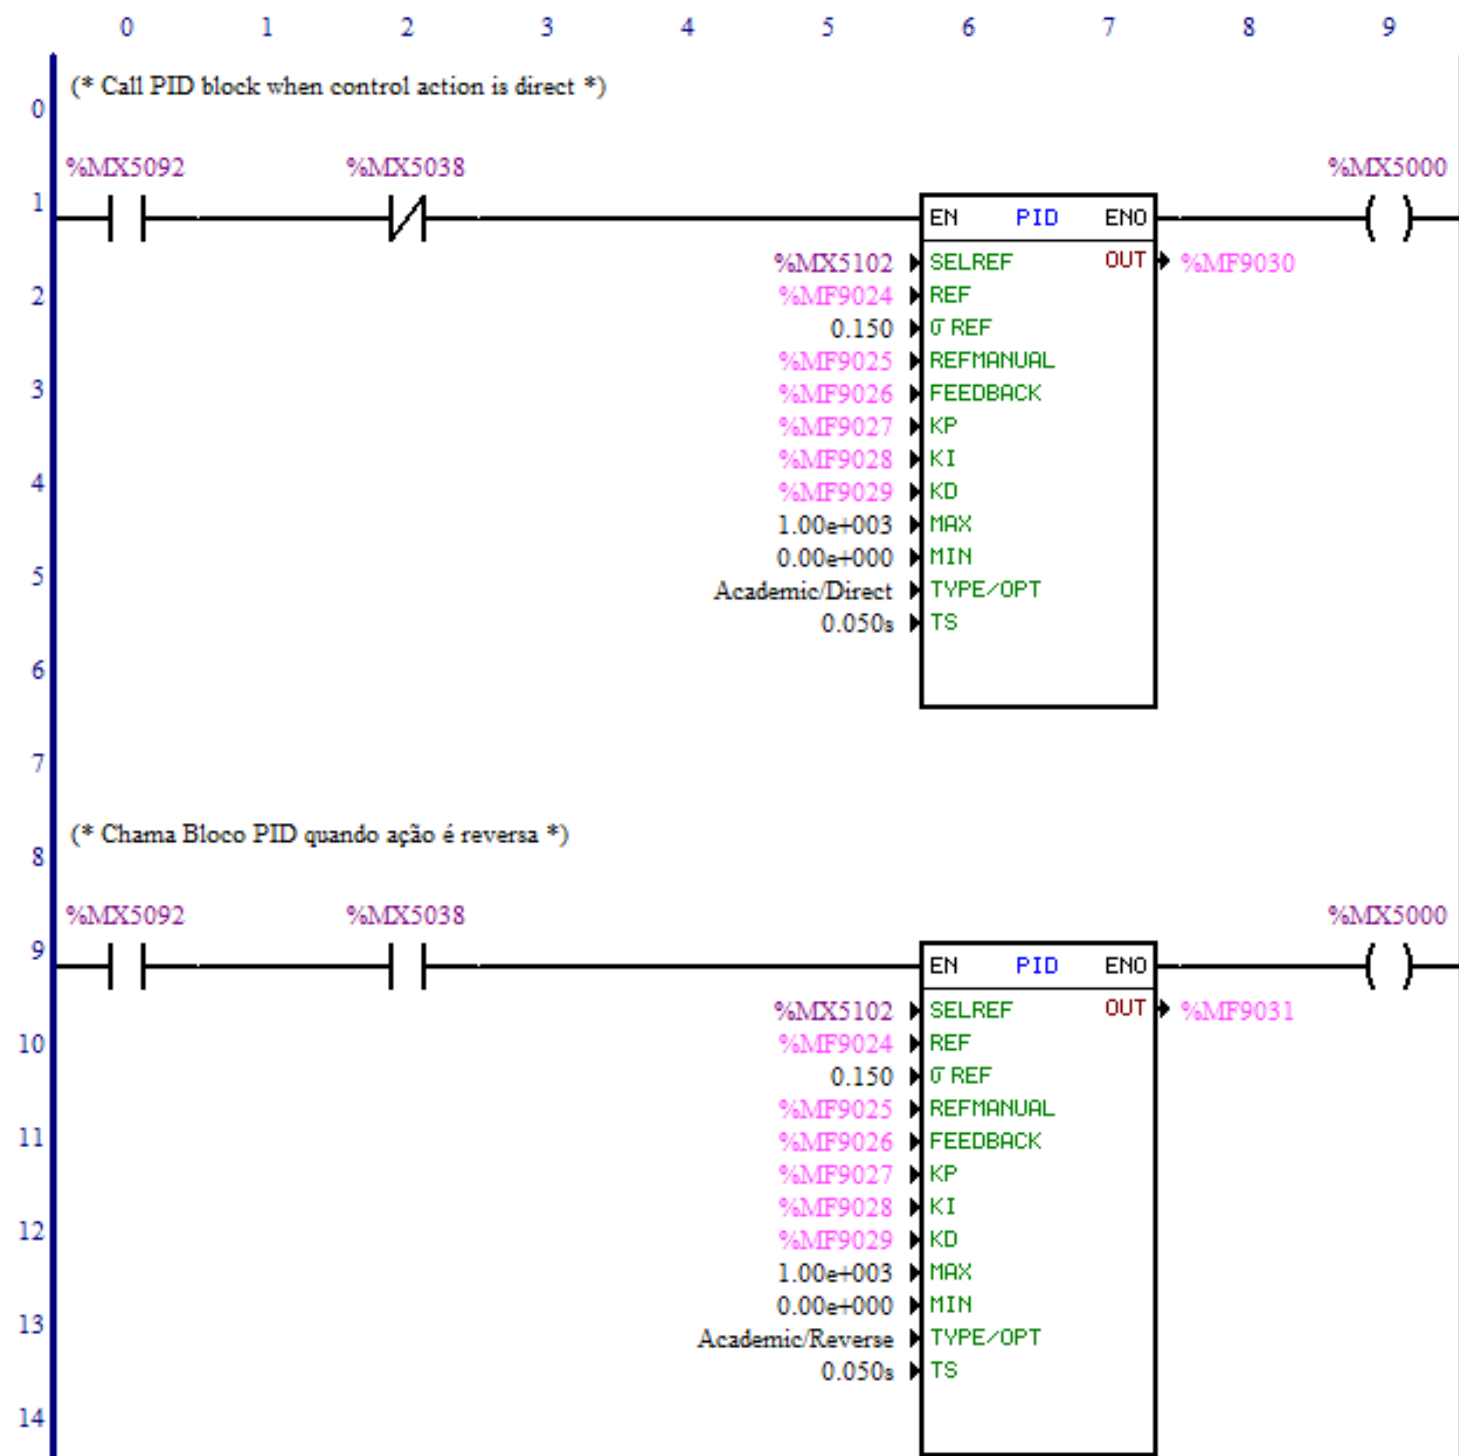 0 1 2 3 4 5 6 7 8 9
(* Call PID block when control action is direct *)
0
%MX5092 %MX5038 %MX5000
1
EN PID ENO
%MX5102 SELREF OUT %MF9030
2
%MF9024 REF
0.150 σ REF
%MF9025 REFMANUAL
3
%MF9026 FEEDBACK
%MF9027 KP
%MF9028 KI
4
%MF9029 KD
1.00e+003 MAX
0.00e+000 MIN
5
Academic/Direct TYPE/OPT
0.050s TS
6
7
(* Chama Bloco PID quando ação é reversa *)
8
%MX5092 %MX5038 %MX5000
9
EN PID ENO
%MX5102 SELREF OUT %MF9031
10
%MF9024 REF
0.150 σ REF
%MF9025 REFMANUAL
11
%MF9026 FEEDBACK
%MF9027 KP
%MF9028 KI
12
%MF9029 KD
1.00e+003 MAX
0.00e+000 MIN
13
Academic/Reverse TYPE/OPT
0.050s TS
14